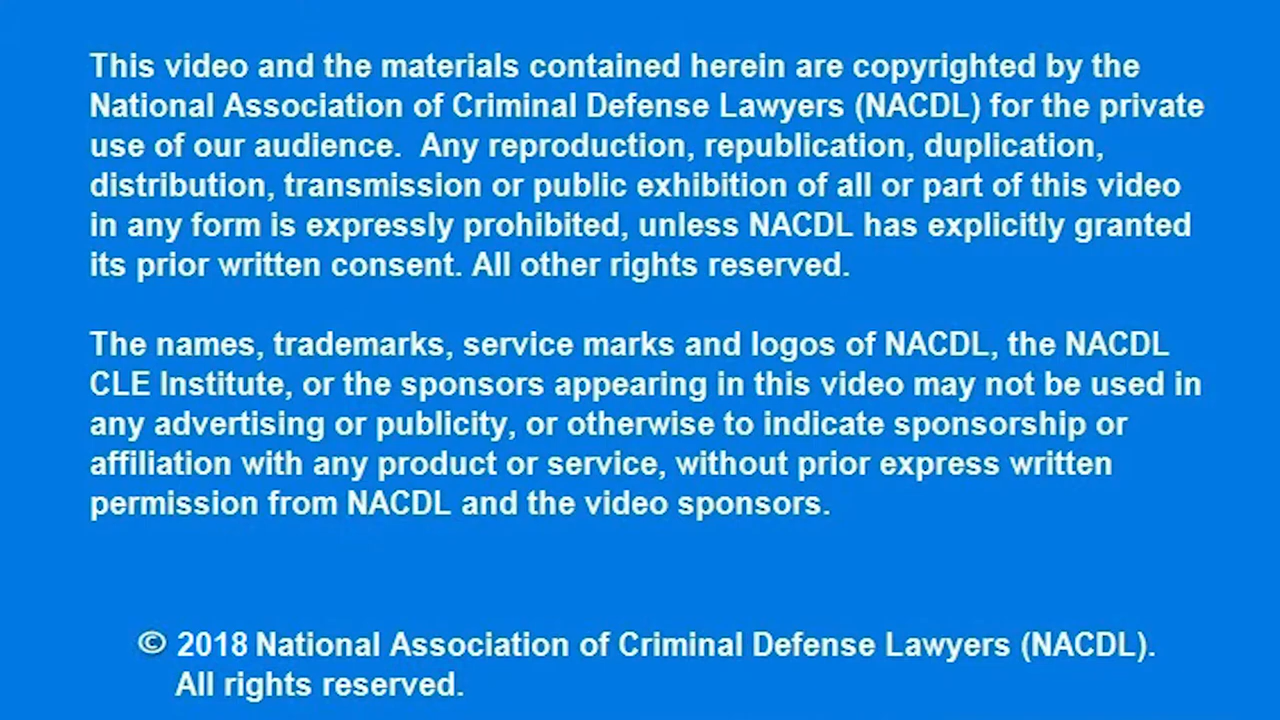 This video and the materials contained herein are copyrighted by the
National Association of Criminal Defense Lawyers (NACDL) for the private
use of our audience.  Any reproduction, republication, duplication,
distribution, transmission or public exhibition of all or part of this video
in any form is expressly prohibited, unless NACDL has explicitly granted
its prior written consent. All other rights reserved.
The names, trademarks, service marks and logos of NACDL, the NACDL
CLE Institute, or the sponsors appearing in this video may not be used in
any advertising or publicity, or otherwise to indicate sponsorship or
affiliation with any product or service, without prior express written
permission from NACDL and the video sponsors.
© 2018 National Association of Criminal Defense Lawyers (NACDL).
All rights reserved.